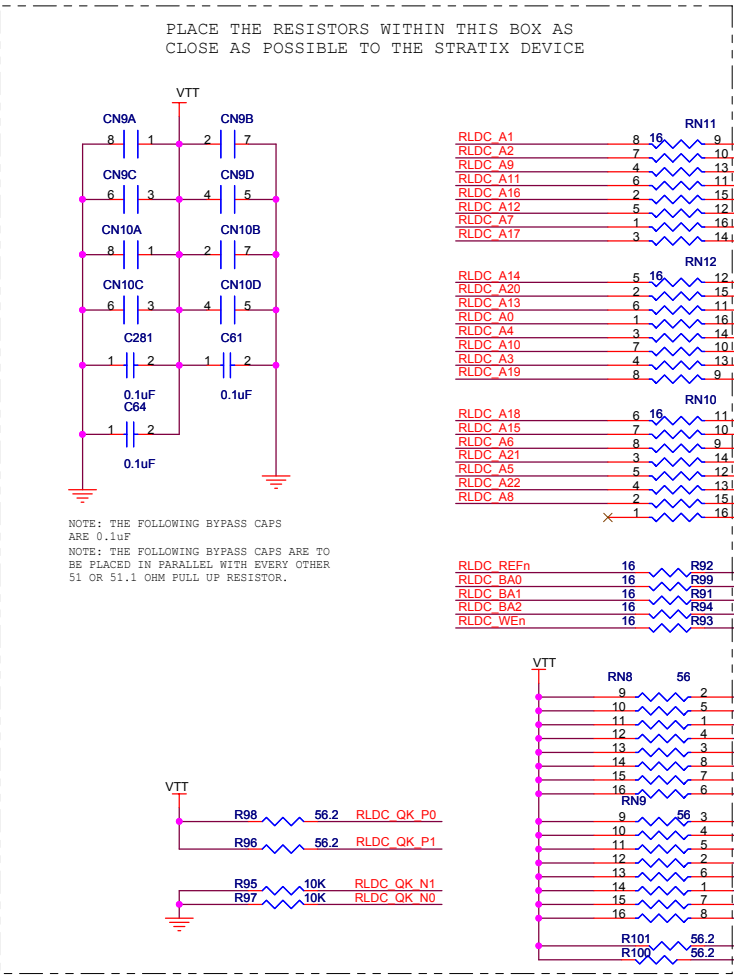 PLACE THE RESISTORS WITHIN THIS BOX AS
CLOSE AS POSSIBLE TO THE STRATIX DEVICE
VTT
CN9A CN9B
8 1 2 7
CN9C CN9D
6 3 4 5
CN10A CN10B
8 1 2 7
CN10C CN10D
6 3 4 5
C281 C61
1 2 1 2
0.1uF 0.1uF
C64
1 2
0.1uF
NOTE: THE FOLLOWING BYPASS CAPS
ARE 0.1uF
NOTE: THE FOLLOWING BYPASS CAPS ARE TO
BE PLACED IN PARALLEL WITH EVERY OTHER
51 OR 51.1 OHM PULL UP RESISTOR.
RN11
RLDC_A1 8 16 9
RLDC_A2 7 10
RLDC_A9 4 13
RLDC_A11 6 11
RLDC_A16 2 15
RLDC_A12 5 12
RLDC_A7 1 16
RLDC_A17 3 14
RN12
RLDC_A14 5 16 12
RLDC_A20 2 15
RLDC_A13 6 11
RLDC_A0 1 16
RLDC_A4 3 14
RLDC_A10 7 10
RLDC_A3 4 13
RLDC_A19 8 9
RN10
RLDC_A18 6 16 11
RLDC_A15 7 10
RLDC_A6 8 9
RLDC_A21 3 14
RLDC_A5 5 12
RLDC_A22 4 13
RLDC_A8 2 15
1 16
RLDC_REFn 16 R92
RLDC_BA0 16 R99
RLDC_BA1 16 R91
RLDC_BA2 16 R94
RLDC_WEn 16 R93
VTT
RN8 56
9 2
10 5
11 1
12 4
13 3
14 8
15 7
16 6
RN9
9 56 3
10 4
11 5
12 2
13 6
14 1
15 7
16 8
R101 56.2
R100 56.2
VTT
R98 56.2 RLDC_QK_P0
R96 56.2 RLDC_QK_P1
R95 10K RLDC_QK_N1
R97 10K RLDC_QK_N0